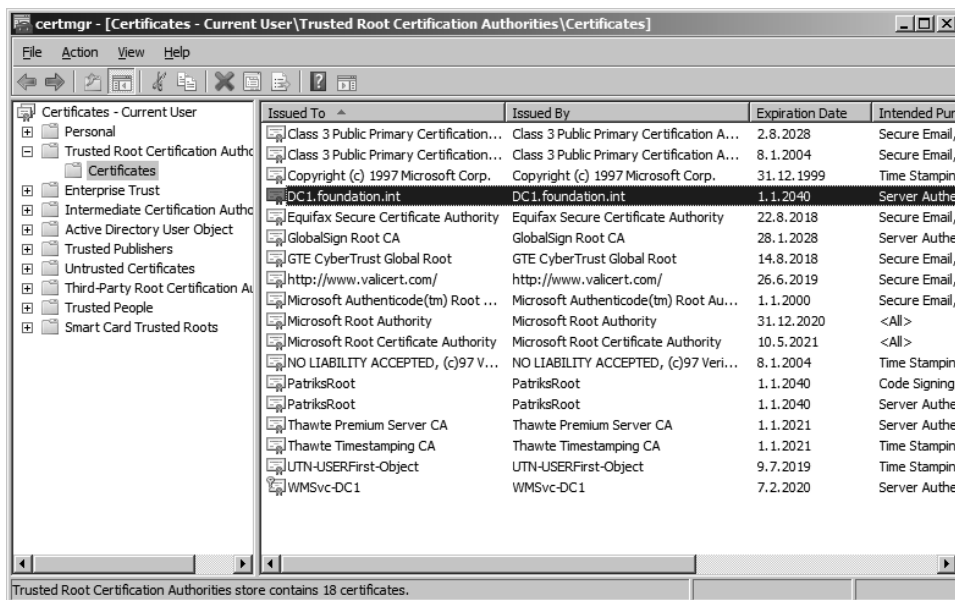 certmgr - [Certificates - Current User\Trusted Root Certification Authorities\Certificates]
File Action View Help
Certificates - Current User
Personal
Trusted Root Certification Autho
Certificates
Enterprise Trust
Intermediate Certification Autho
Active Directory User Object
Trusted Publishers
Untrusted Certificates
Third-Party Root Certification Au
Trusted People
Smart Card Trusted Roots
Issued To Issued By Expiration Date Intended Pur
Class 3 Public Primary Certification... Class 3 Public Primary Certification A... 2.8.2028 Secure Email,
Class 3 Public Primary Certification... Class 3 Public Primary Certification A... 8.1.2004 Secure Email,
Copyright (c) 1997 Microsoft Corp. Copyright (c) 1997 Microsoft Corp. 31.12.1999 Time Stampin
DC1.foundation.int DC1.foundation.int 1.1.2040 Server Authe
Equifax Secure Certificate Authority Equifax Secure Certificate Authority 22.8.2018 Secure Email,
GlobalSign Root CA GlobalSign Root CA 28.1.2028 Server Authe
GTE CyberTrust Global Root GTE CyberTrust Global Root 14.8.2018 Secure Email,
http://www.valicert.com/ http://www.valicert.com/ 26.6.2019 Secure Email,
Microsoft Authenticode(tm) Root ... Microsoft Authenticode(tm) Root Au... 1.1.2000 Secure Email,
Microsoft Root Authority Microsoft Root Authority 31.12.2020 <All>
Microsoft Root Certificate Authority Microsoft Root Certificate Authority 10.5.2021 <All>
NO LIABILITY ACCEPTED, (c)97 V... NO LIABILITY ACCEPTED, (c)97 Veri... 8.1.2004 Time Stampin
PatriksRoot PatriksRoot 1.1.2040 Code Signing
PatriksRoot PatriksRoot 1.1.2040 Server Authe
Thawte Premium Server CA Thawte Premium Server CA 1.1.2021 Server Authe
Thawte Timestamping CA Thawte Timestamping CA 1.1.2021 Time Stampin
UTN-USERFirst-Object UTN-USERFirst-Object 9.7.2019 Time Stampin
WMSvc-DC1 WMSvc-DC1 7.2.2020 Server Authe
Trusted Root Certification Authorities store contains 18 certificates.